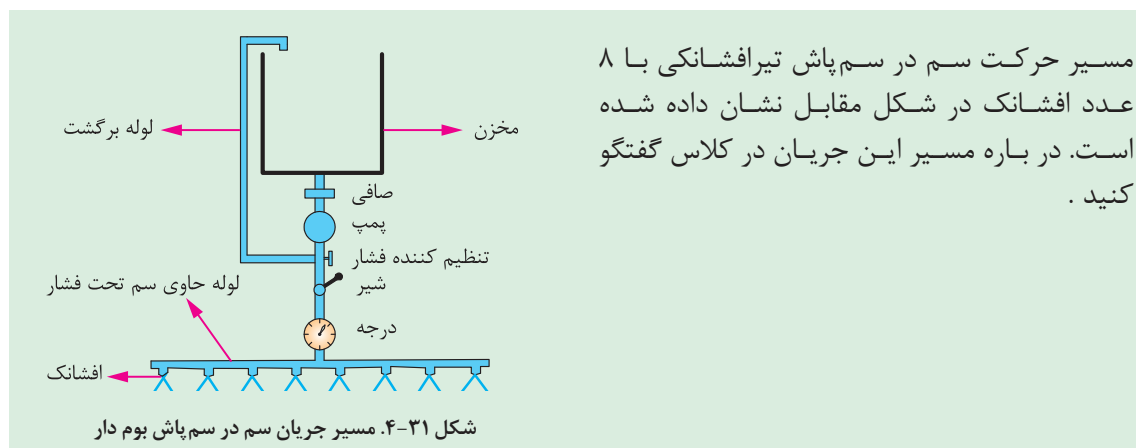 مسیر حرکت سم در سم‌پاش تیرافشانکی با ۸
عدد افشانک در شکل مقابل نشان داده شده
است. در باره مسیر این جریان در کلاس گفتگو
کنید .
لوله برگشت
مخزن
صافی
پمپ
تنظیم کننده فشار
شیر
لوله حاوی سم تحت فشار
درجه
افشانک
شکل ۳۱-۴. مسیر جریان سم در سم‌پاش بوم دار